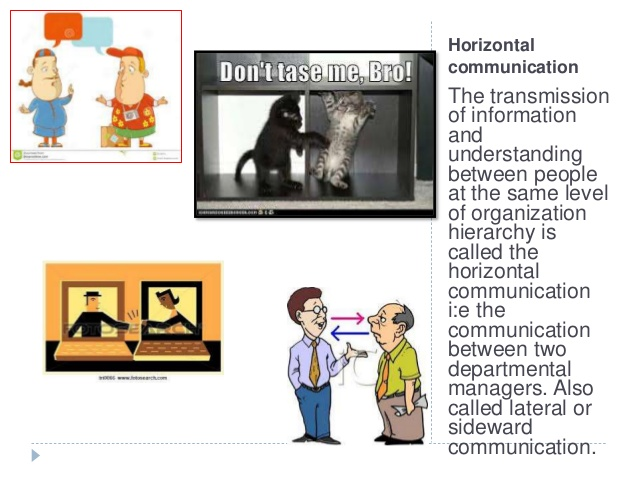 Don't tase me, Bro!
www.fotosearch.com
Horizontal
communication
The transmission
of information
and
understanding
between people
at the same level
of organization
hierarchy is
called the
horizontal
communication
i:e the
communication
between two
departmental
managers. Also
called lateral or
sideward
communication.